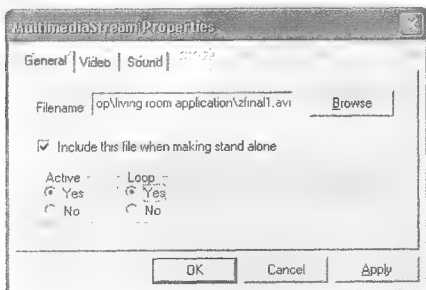 MultimediaStream Properties
General Video Sound
Filename op\living room application\zfinal1.avi Browse
Include this file when making stand alone
Active Loop
Yes Yes
No No
OK Cancel Apply